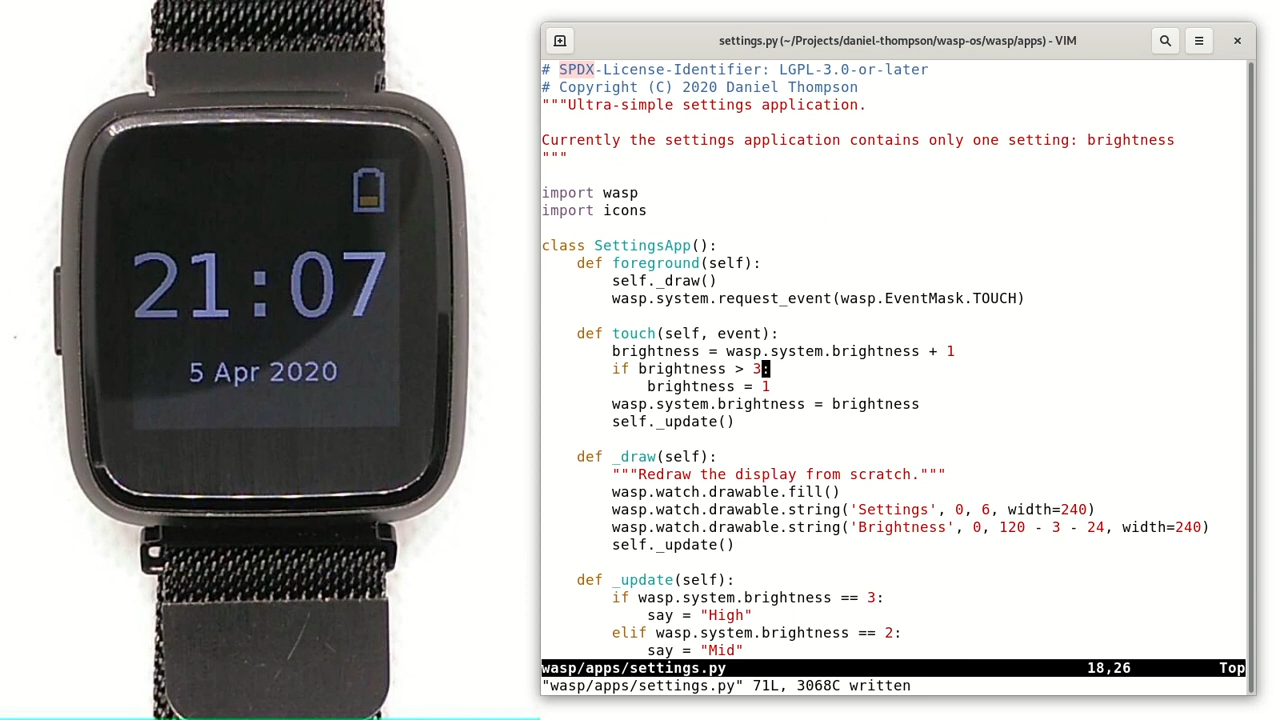 21:07
5 Apr 2020
settings.py (~/Projects/daniel-thompson/wasp-os/wasp/apps) - VIM
# SPDX-License-Identifier: LGPL-3.0-or-later
# Copyright (C) 2020 Daniel Thompson
"""Ultra-simple settings application.
Currently the settings application contains only one setting: brightness
"""
import wasp
import icons
class SettingsApp():
    def foreground(self):
        self._draw()
        wasp.system.request_event(wasp.EventMask.TOUCH)
    def touch(self, event):
        brightness = wasp.system.brightness + 1
        if brightness > 3:
            brightness = 1
        wasp.system.brightness = brightness
        self._update()
    def _draw(self):
        """Redraw the display from scratch."""
        wasp.watch.drawable.fill()
        wasp.watch.drawable.string('Settings', 0, 6, width=240)
        wasp.watch.drawable.string('Brightness', 0, 120 - 3 - 24, width=240)
        self._update()
    def _update(self):
        if wasp.system.brightness == 3:
            say = "High"
        elif wasp.system.brightness == 2:
            say = "Mid"
wasp/apps/settings.py 18,26 Top
"wasp/apps/settings.py" 71L, 3068C written